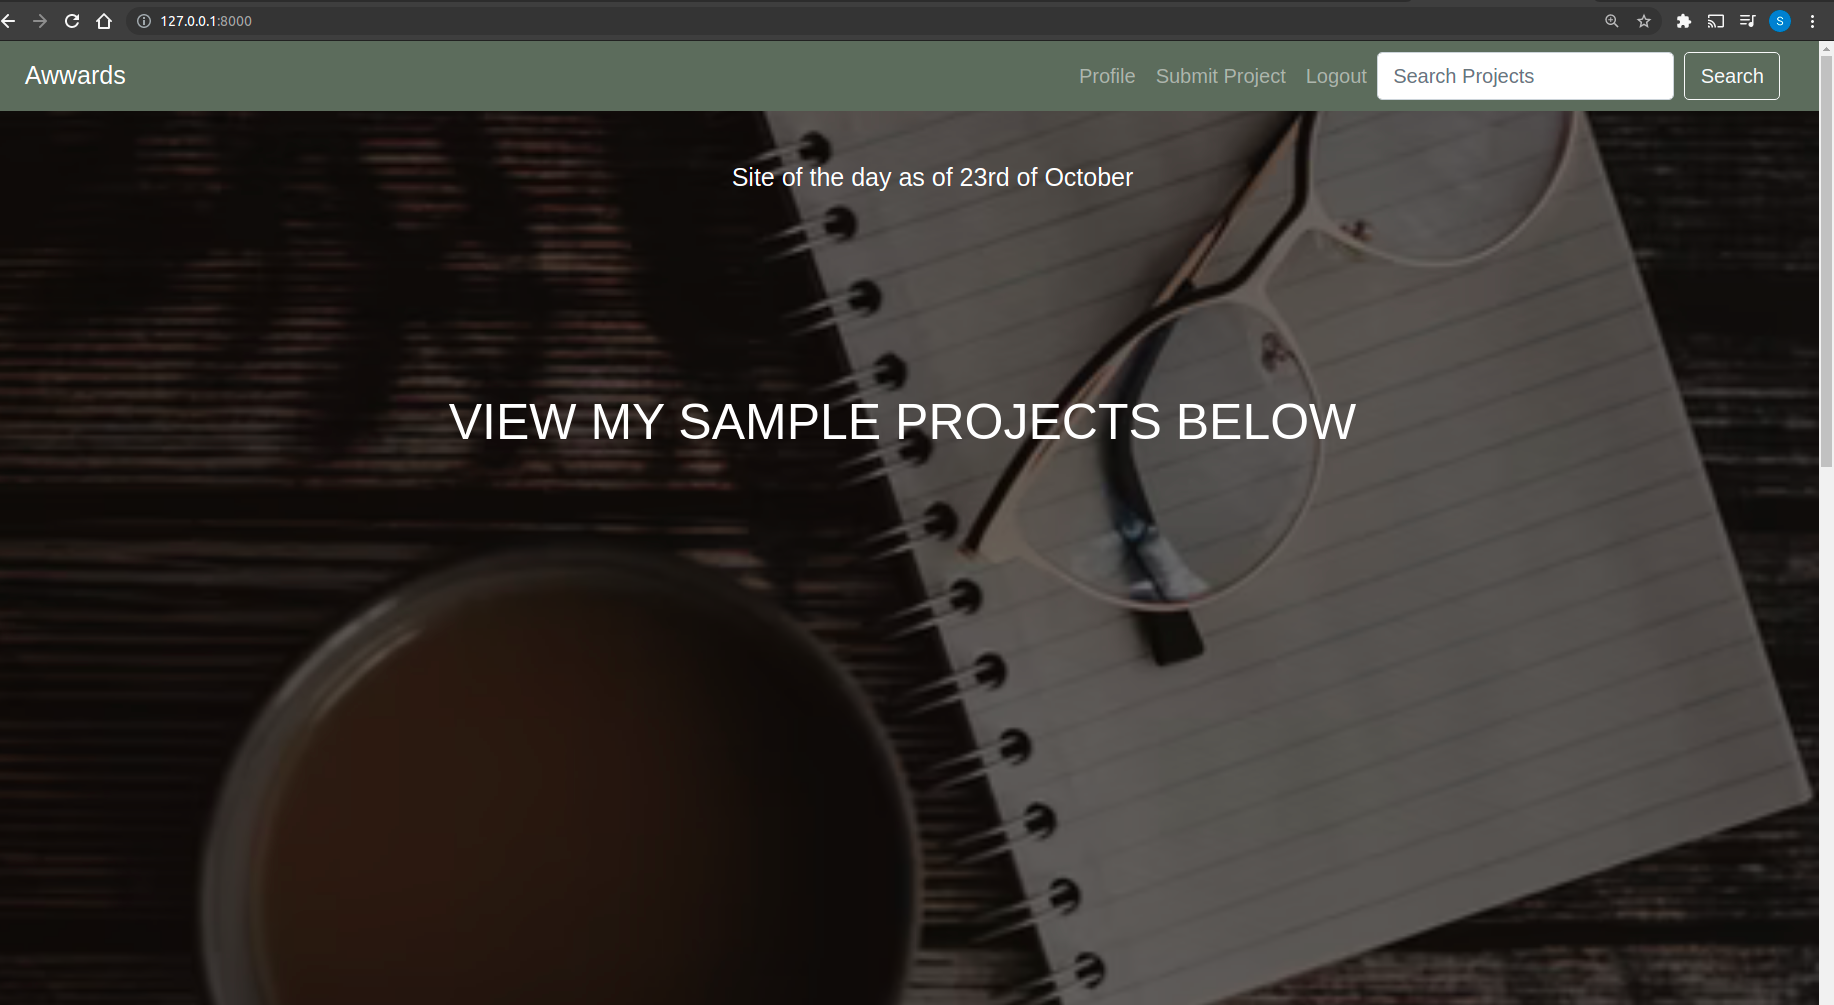 127.0.0.1:8000
S
Awwards
Profile Submit Project Logout Search Projects Search
Site of the day as of 23rd of October
VIEW MY SAMPLE PROJECTS BELOW